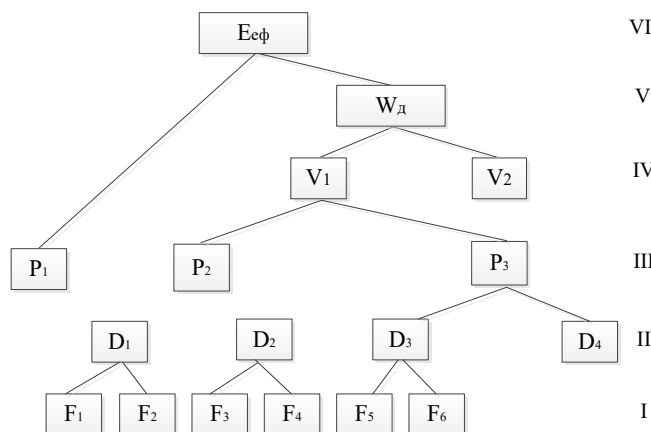 Eеф VI
Wд V
V1 V2 IV
P1 P2 P3 III
D1 D2 D3 D4 II
F1 F2 F3 F4 F5 F6 I